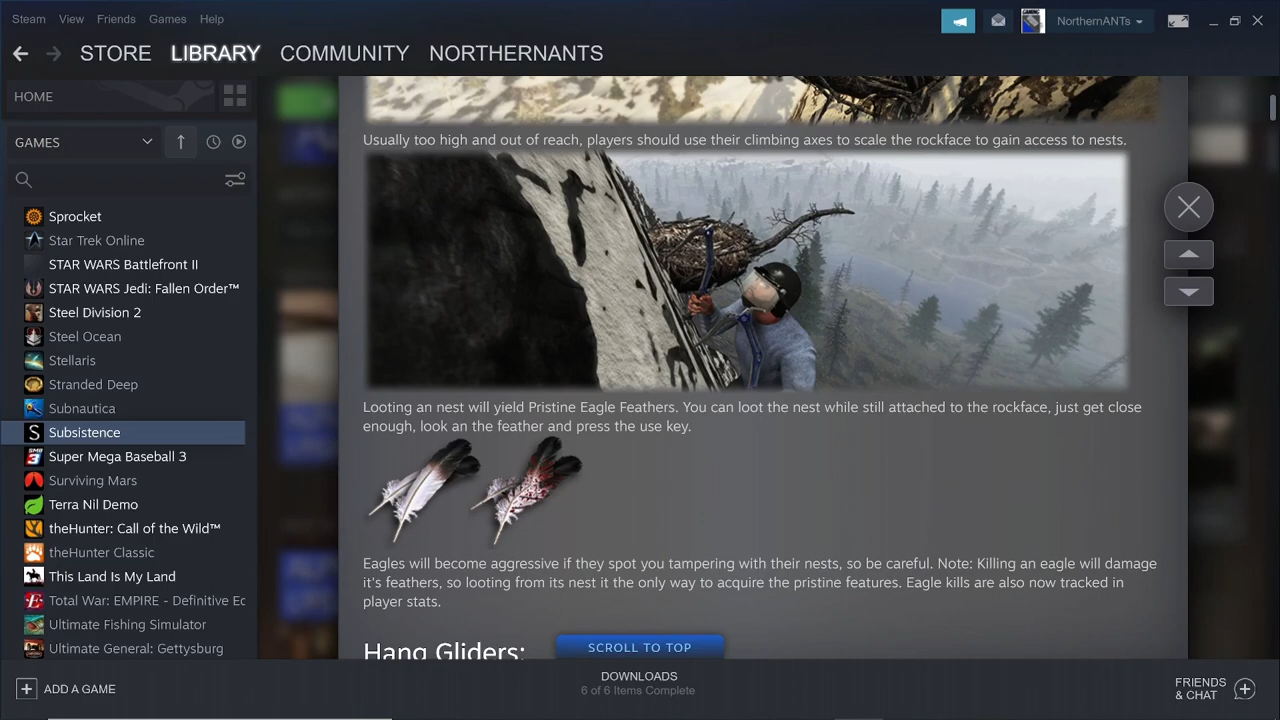 Steam View Friends Games Help
NorthernANTs
STORE LIBRARY COMMUNITY NORTHERNANTS
HOME
GAMES
Sprocket
Star Trek Online
STAR WARS Battlefront II
STAR WARS Jedi: Fallen Order™
Steel Division 2
Steel Ocean
Stellaris
Stranded Deep
Subnautica
Subsistence
Super Mega Baseball 3
Surviving Mars
Terra Nil Demo
theHunter: Call of the Wild™
theHunter Classic
This Land Is My Land
Total War: EMPIRE - Definitive Ec
Ultimate Fishing Simulator
Ultimate General: Gettysburg
Usually too high and out of reach, players should use their climbing axes to scale the rockface to gain access to nests.
Looting an nest will yield Pristine Eagle Feathers. You can loot the nest while still attached to the rockface, just get close
enough, look an the feather and press the use key.
Eagles will become aggressive if they spot you tampering with their nests, so be careful. Note: Killing an eagle will damage
it's feathers, so looting from its nest it the only way to acquire the pristine features. Eagle kills are also now tracked in
player stats.
Hang Gliders:
SCROLL TO TOP
ADD A GAME
DOWNLOADS
6 of 6 Items Complete
FRIENDS
& CHAT